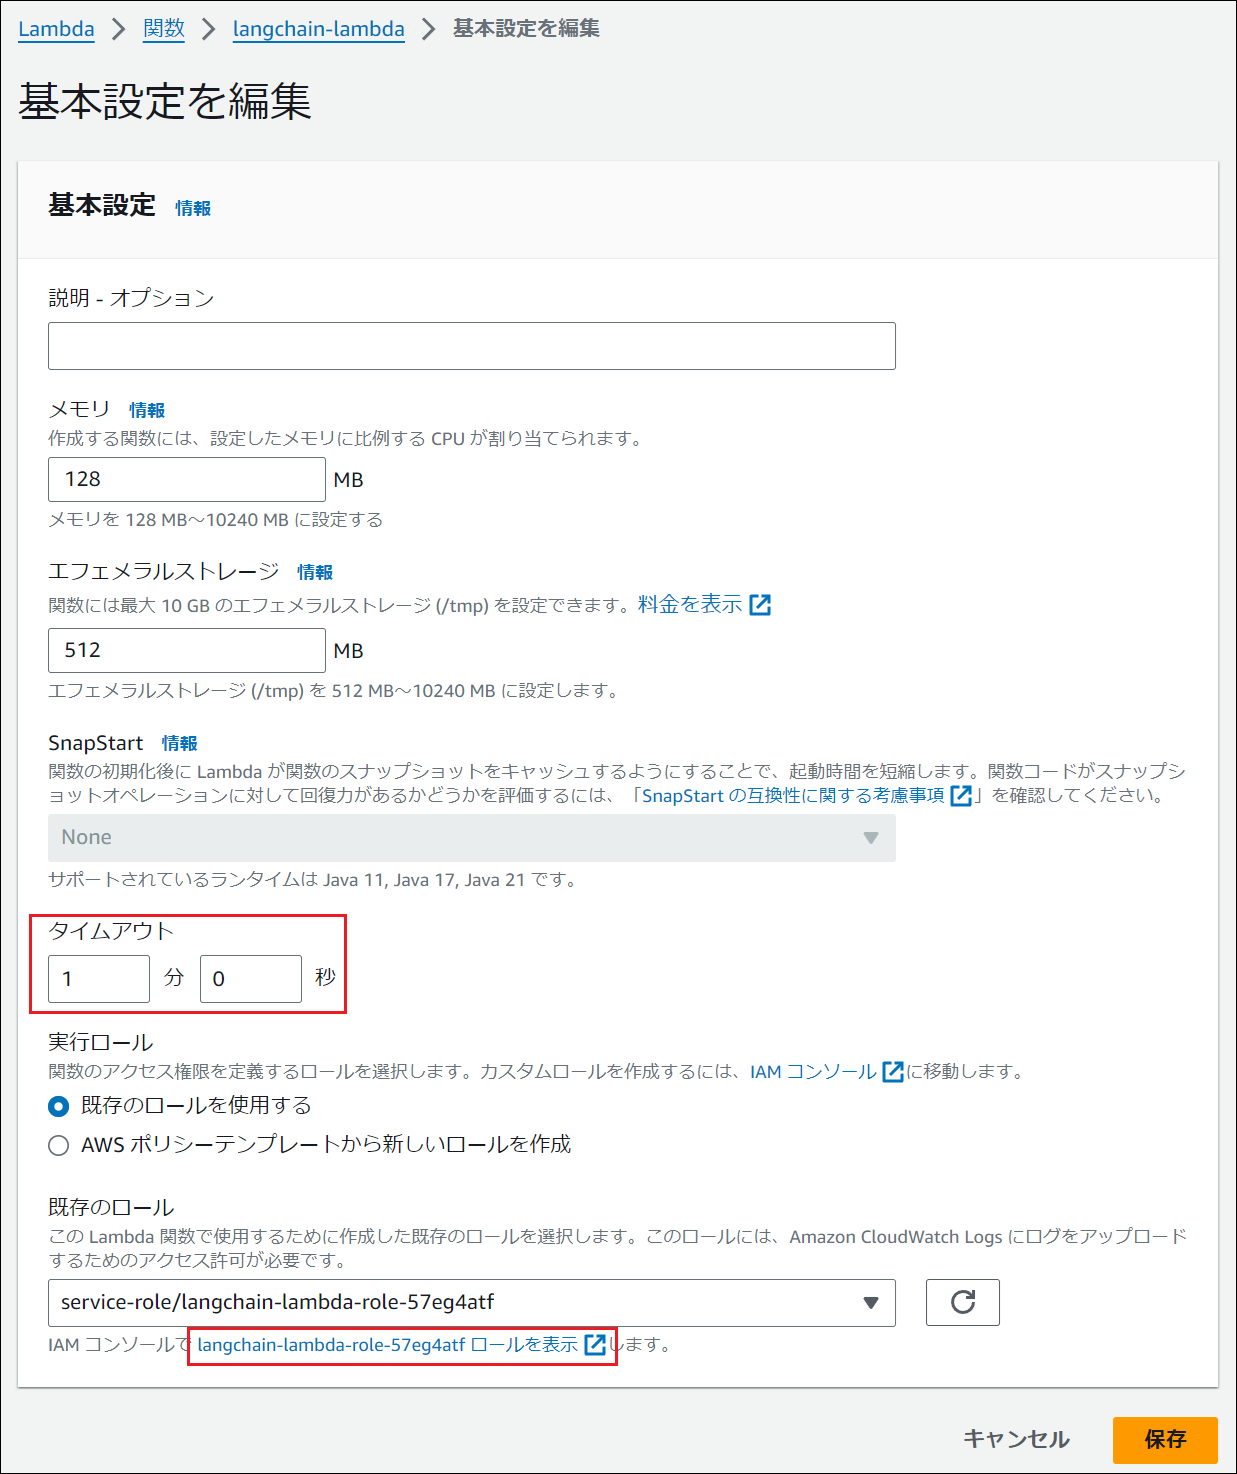 Lambda > 関数 > langchain-lambda > 基本設定を編集
基本設定を編集
基本設定 情報
説明 - オプション
メモリ 情報
作成する関数には、設定したメモリに比例する CPU が割り当てられます。
128 MB
メモリを 128 MB～10240 MB に設定する
エフェメラルストレージ 情報
関数には最大 10 GB のエフェメラルストレージ (/tmp) を設定できます。料金を表示
512 MB
エフェメラルストレージ (/tmp) を 512 MB～10240 MB に設定します。
SnapStart 情報
関数の初期化後に Lambda が関数のスナップショットをキャッシュするようにすることで、起動時間を短縮します。関数コードがスナップシ
ョットオペレーションに対して回復力があるかどうかを評価するには、「SnapStart の互換性に関する考慮事項」を確認してください。
None
サポートされているランタイムは Java 11, Java 17, Java 21 です。
タイムアウト
1 分 0 秒
実行ロール
関数のアクセス権限を定義するロールを選択します。カスタムロールを作成するには、IAM コンソールに移動します。
既存のロールを使用する
AWS ポリシーテンプレートから新しいロールを作成
既存のロール
この Lambda 関数で使用するために作成した既存のロールを選択します。このロールには、Amazon CloudWatch Logs にログをアップロード
するためのアクセス許可が必要です。
service-role/langchain-lambda-role-57eg4atf
IAM コンソールで langchain-lambda-role-57eg4atf ロールを表示します。
キャンセル 保存